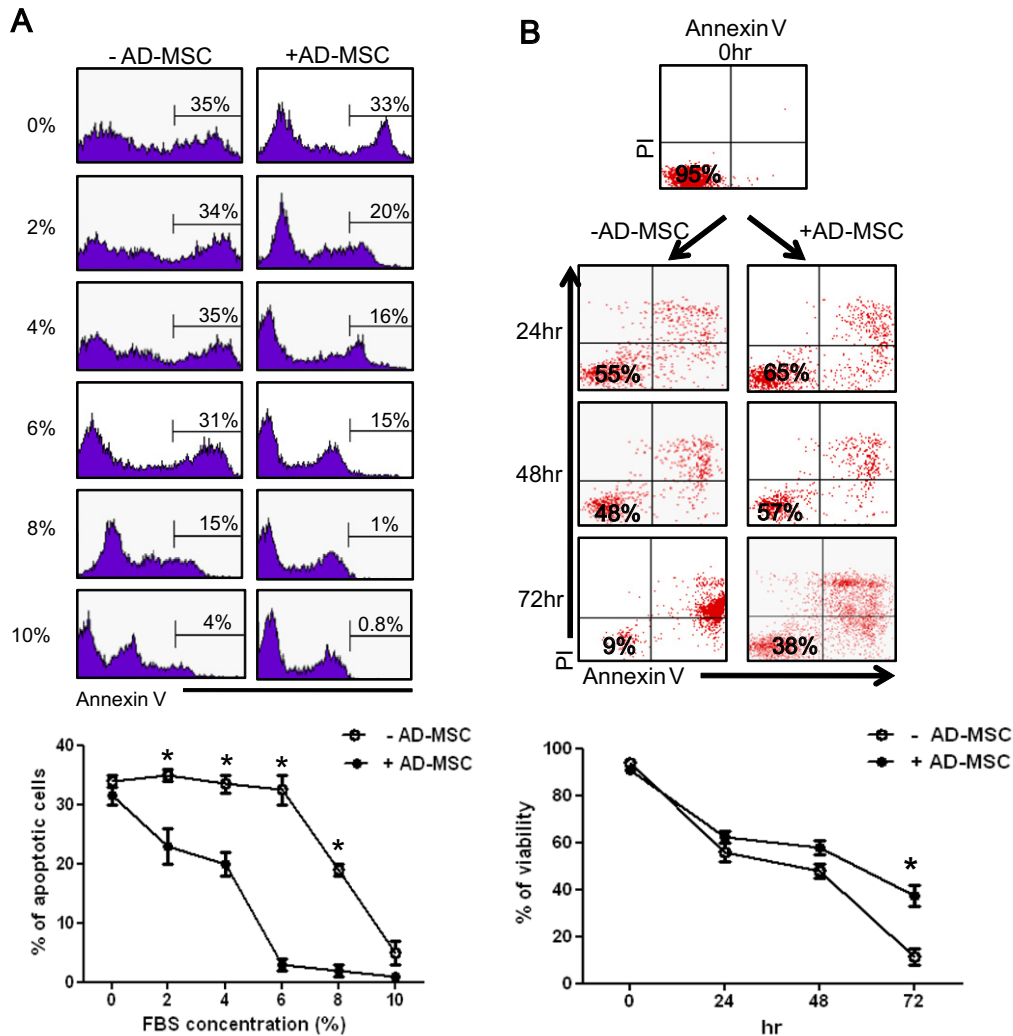 A
- AD-MSC
+AD-MSC
0%
35%
33%
2%
34%
20%
4%
35%
16%
6%
31%
15%
8%
15%
1%
10%
4%
0.8%
Annexin V
% of apoptotic cells
40
30
20
10
0
- AD-MSC
+ AD-MSC
*
*
*
*
0 2 4 6 8 10
FBS concentration (%)
B
Annexin V
0hr
PI
95%
-AD-MSC
+AD-MSC
24hr
55%
65%
48hr
48%
57%
72hr
9%
38%
PI
Annexin V
% of viability
100
80
60
40
20
0
- AD-MSC
+ AD-MSC
*
0 24 48 72
hr